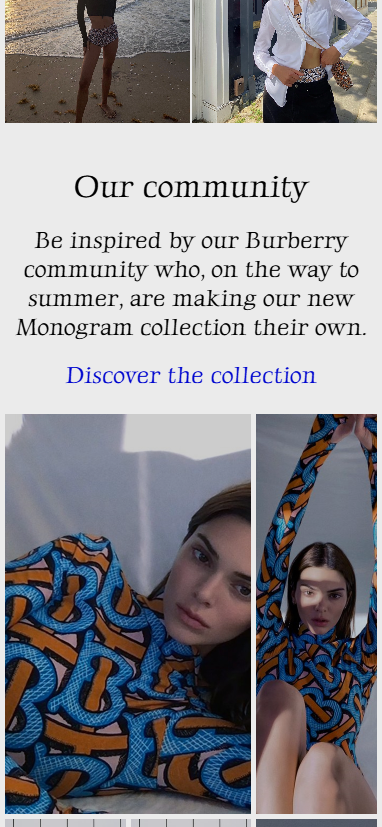 Our community
Be inspired by our Burberry
community who, on the way to
summer, are making our new
Monogram collection their own.
Discover the collection